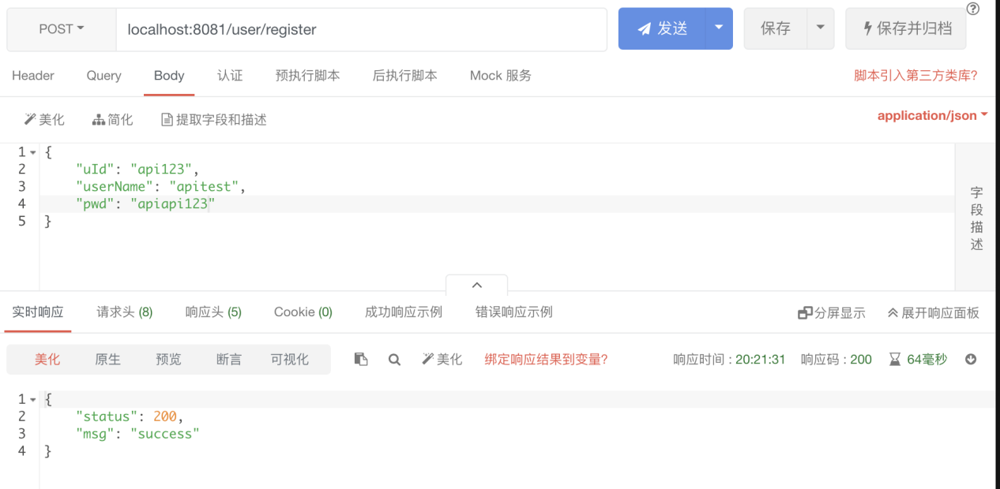 POST localhost:8081/user/register 发送 保存 保存并归档
Header Query Body 认证 预执行脚本 后执行脚本 Mock 服务 脚本引入第三方类库?
美化 简化 提取字段和描述 application/json
1 {
2 "uId": "api123",
3 "userName": "apitest",
4 "pwd": "apiapi123"
5 }
字段描述
实时响应 请求头 (8) 响应头 (5) Cookie (0) 成功响应示例 错误响应示例 分屏显示 展开响应面板
美化 原生 预览 断言 可视化 美化 绑定响应结果到变量? 响应时间 : 20:21:31 响应码 : 200 64毫秒
1 {
2 "status": 200,
3 "msg": "success"
4 }